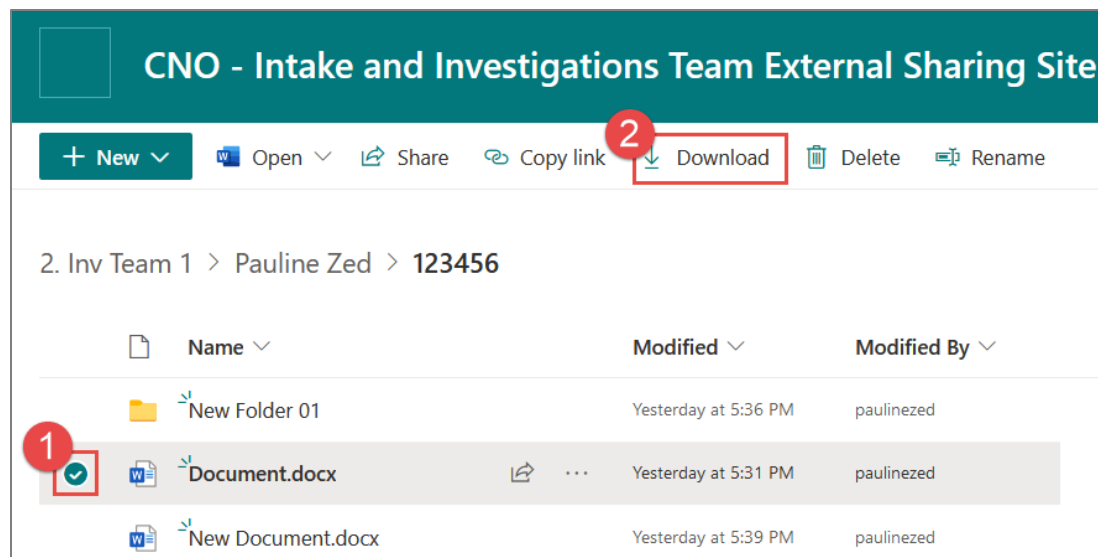 CNO - Intake and Investigations Team External Sharing Site
+ New Open Share Copy link 2 Download Delete Rename
2. Inv Team 1 > Pauline Zed > 123456
Name Modified Modified By
New Folder 01 Yesterday at 5:36 PM paulinezed
1 Document.docx ... Yesterday at 5:31 PM paulinezed
New Document.docx Yesterday at 5:39 PM paulinezed